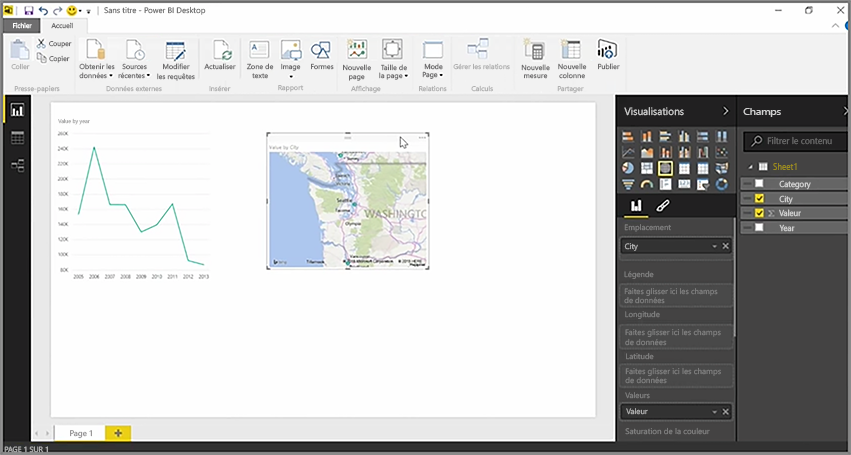 Sans titre - Power BI Desktop
Fichier
Accueil
Coller
Couper
Copier
Presse-papiers
Obtenir les
données
Sources
récentes
Modifier
les requêtes
Données externes
Actualiser
Insérer
Zone de
texte
Image
Formes
Rapport
Nouvelle
page
Taille de
la page
Affichage
Mode
Page
Relations
Gérer les relations
Calculs
Nouvelle
mesure
Nouvelle
colonne
Publier
Partager
Value by year
260K
240K
220K
200K
180K
160K
140K
120K
100K
80K
2005 2006 2007 2008 2009 2010 2011 2012 2013
Value by City
Seattle
Tacoma
Olympia
WASHINGTO
Tillamook
Visualisations
Emplacement
City
Légende
Faites glisser ici les champs
de données
Longitude
Faites glisser ici les champs
de données
Latitude
Faites glisser ici les champs
de données
Valeurs
Valeur
Saturation de la couleur
Champs
Filtrer le contenu
Sheet1
Category
City
Σ Valeur
Year
Page 1
PAGE 1 SUR 1